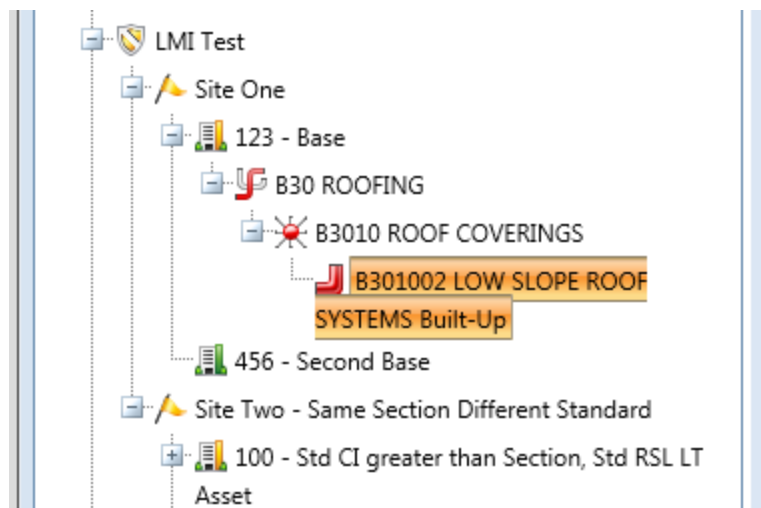 LMI Test
Site One
123 - Base
B30 ROOFING
B3010 ROOF COVERINGS
B301002 LOW SLOPE ROOF
SYSTEMS Built-Up
456 - Second Base
Site Two - Same Section Different Standard
100 - Std CI greater than Section, Std RSL LT
Asset